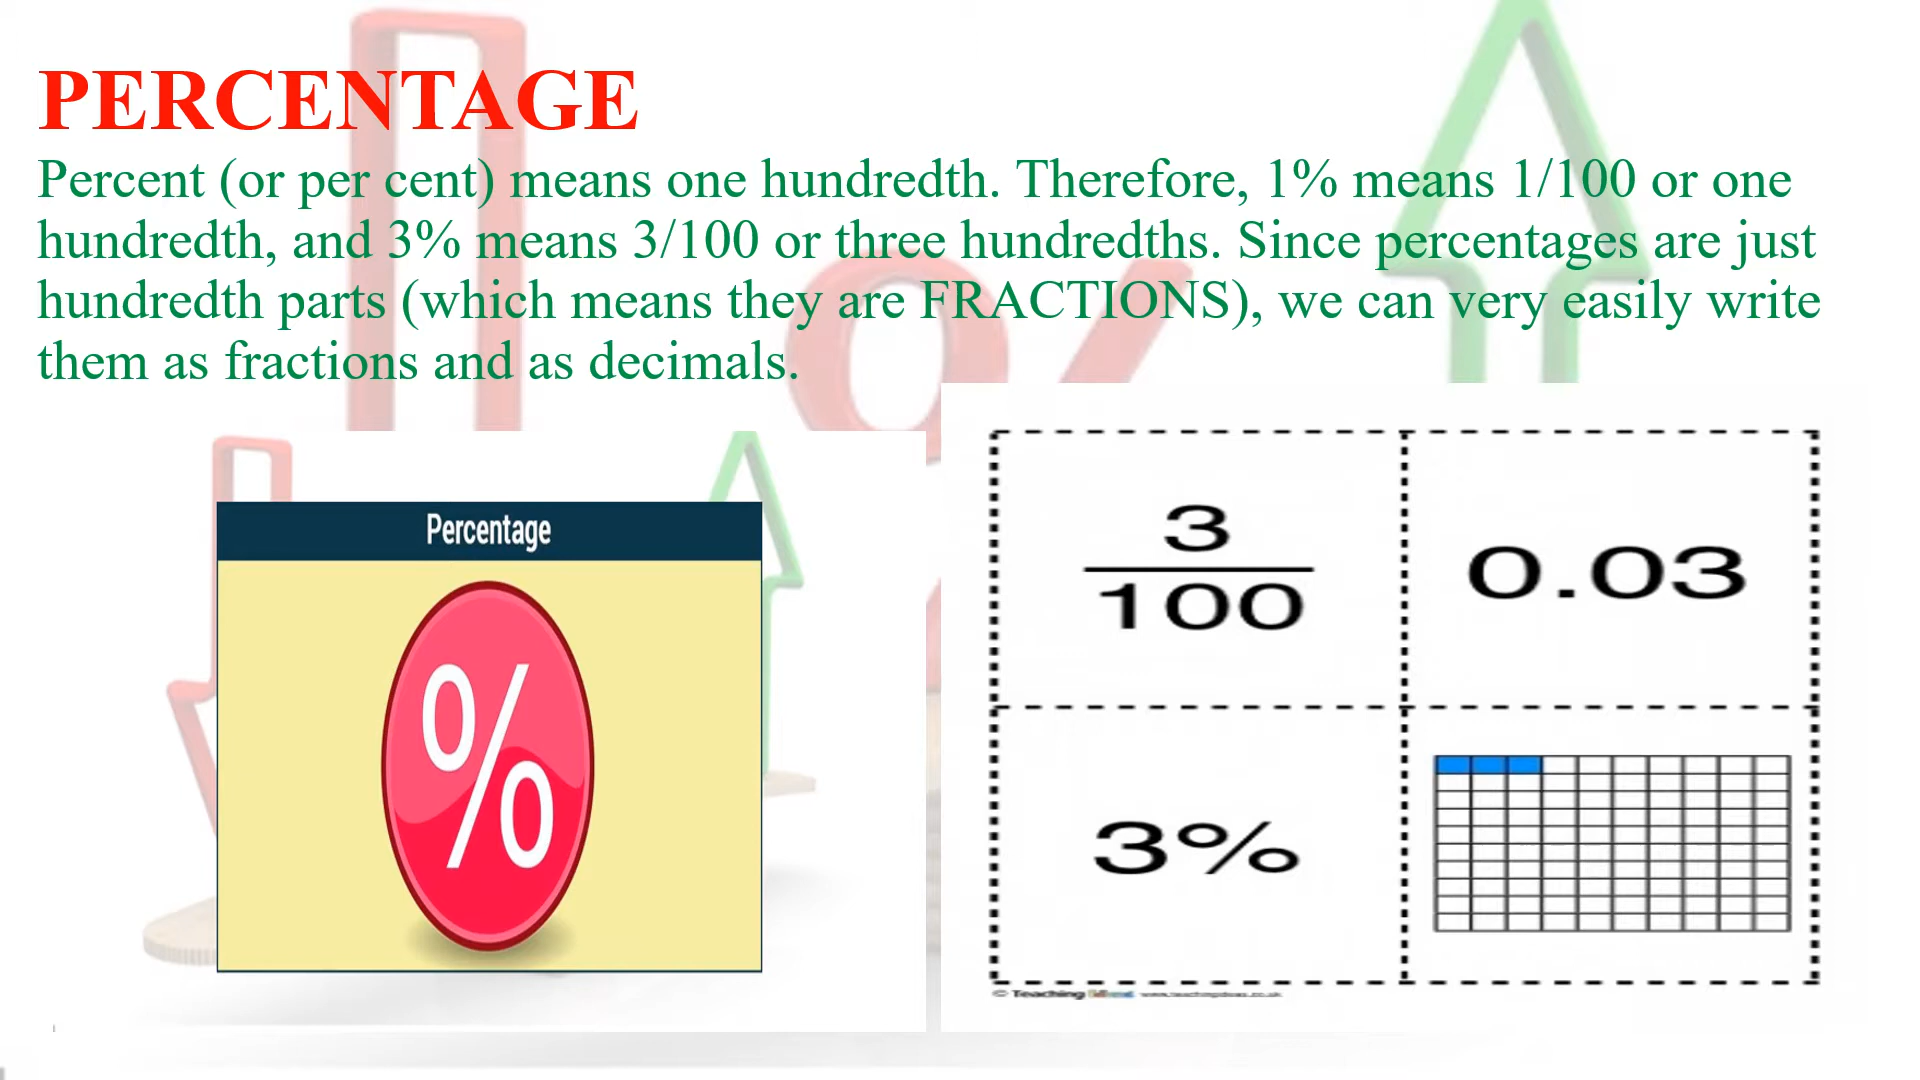 PERCENTAGE
Percent (or per cent) means one hundredth. Therefore, 1% means 1/100 or one
hundredth, and 3% means 3/100 or three hundredths. Since percentages are just
hundredth parts (which means they are FRACTIONS), we can very easily write
them as fractions and as decimals.
Percentage
%
3
100
0.03
3%
© Teaching